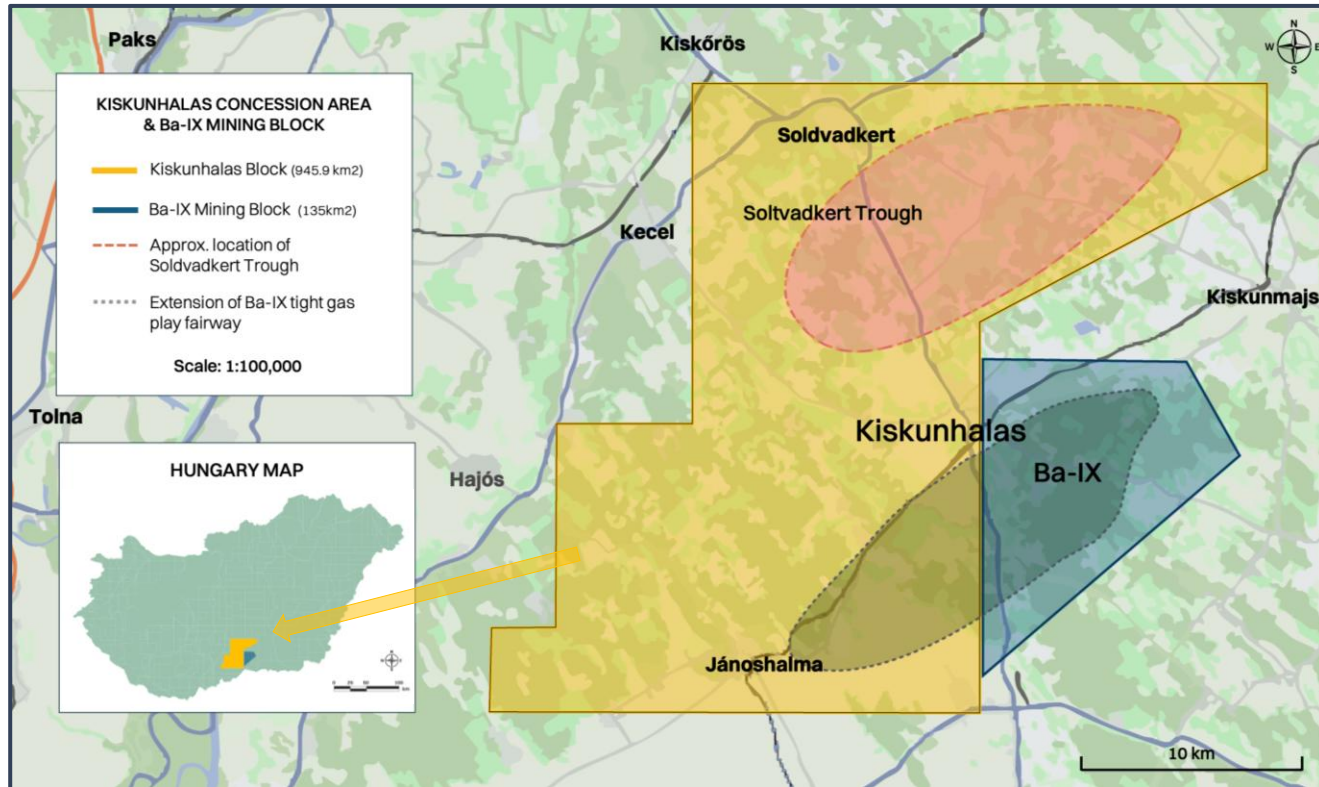 Paks
Kiskőrös
N
W E
S
KISKUNHALAS CONCESSION AREA
& Ba-IX MINING BLOCK
Kiskunhalas Block (945.9 km2)
Ba-IX Mining Block (135km2)
Approx. location of
Soldvadkert Trough
Extension of Ba-IX tight gas
play fairway
Scale: 1:100,000
Soldvadkert
Soltvadkert Trough
Kecel
Kiskunmajs
Tolna
Kiskunhalas
Ba-IX
Hajós
HUNGARY MAP
Jánoshalma
10 km